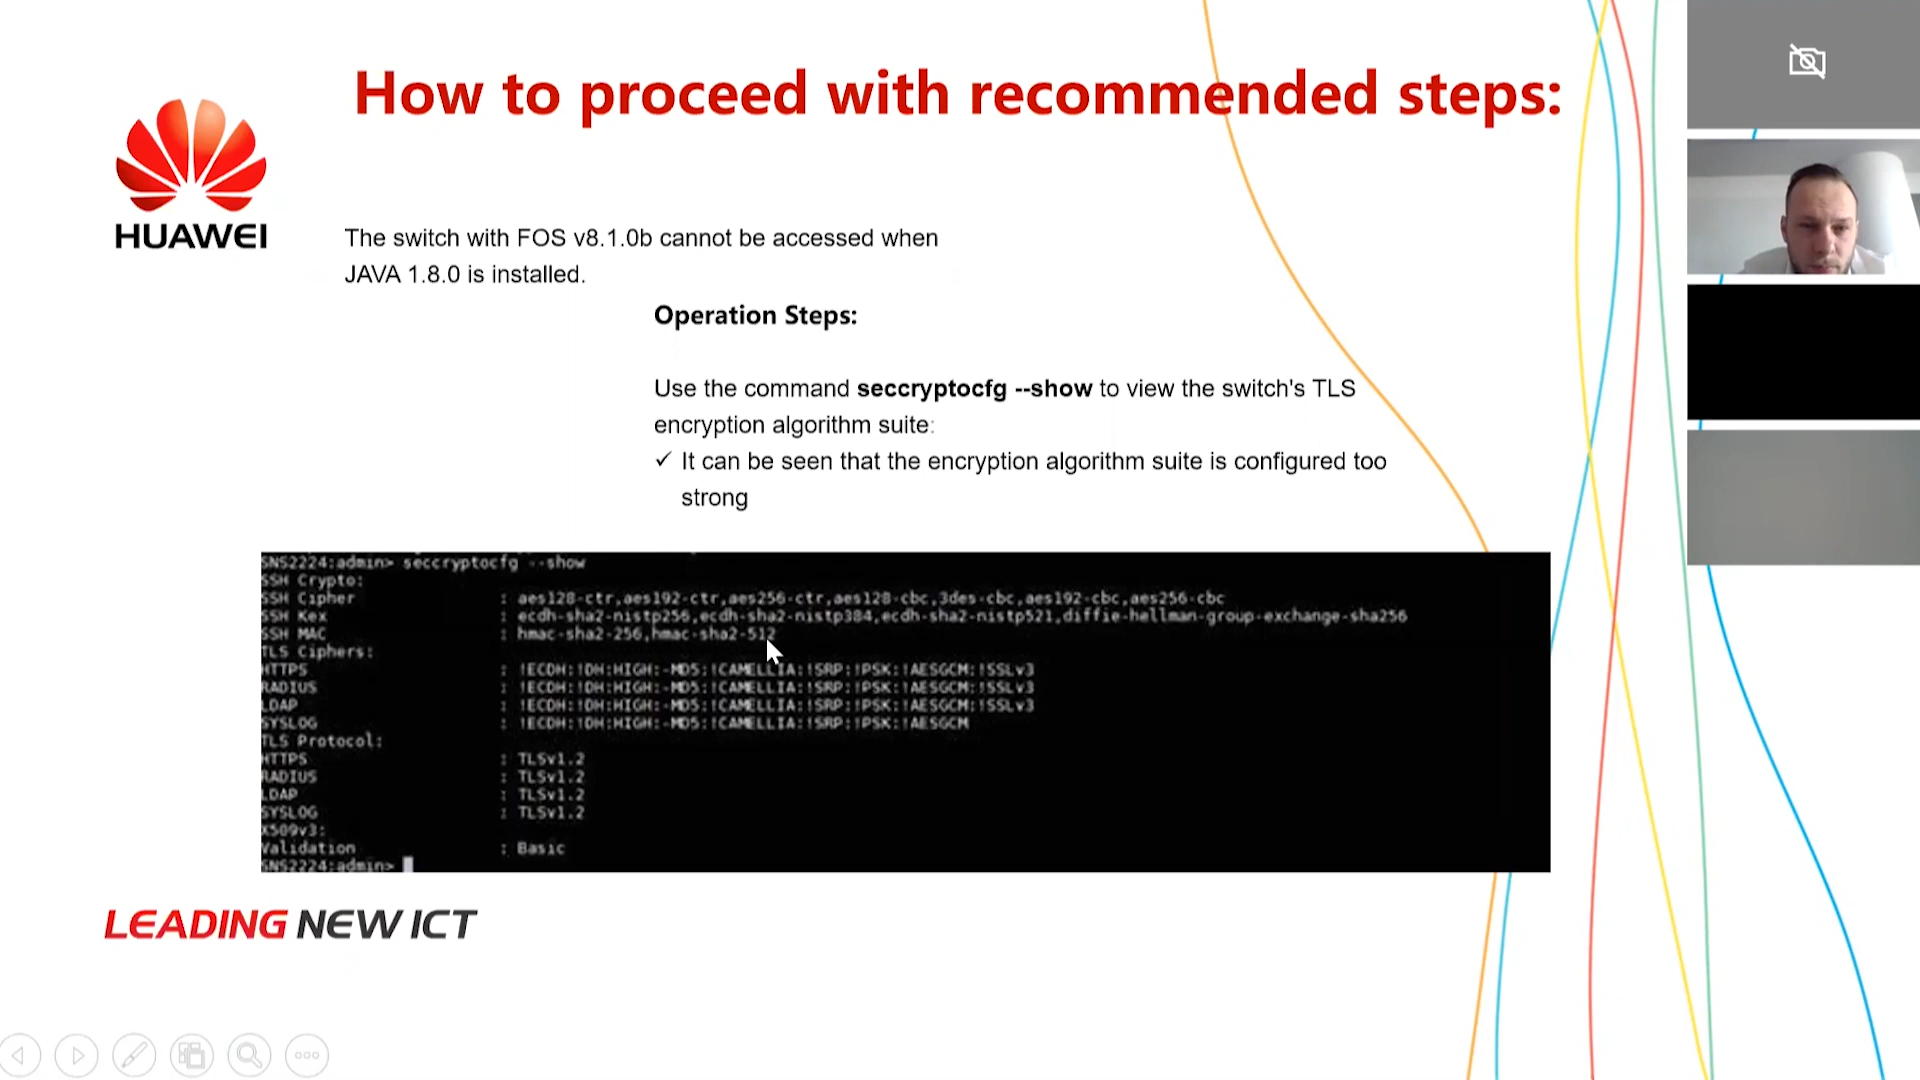 How to proceed with recommended steps:
HUAWEI
The switch with FOS v8.1.0b cannot be accessed when
JAVA 1.8.0 is installed.
Operation Steps:
Use the command seccryptocfg --show to view the switch's TLS
encryption algorithm suite:
✓ It can be seen that the encryption algorithm suite is configured too
strong
SNS2224:admin> seccryptocfg --show
SSH Crypto:
SSH Cipher : aes128-ctr,aes192-ctr,aes256-ctr,aes128-cbc,3des-cbc,aes192-cbc,aes256-cbc
SSH Kex : ecdh-sha2-nistp256,ecdh-sha2-nistp384,ecdh-sha2-nistp521,diffie-hellman-group-exchange-sha256
SSH MAC : hmac-sha2-256,hmac-sha2-512
TLS Ciphers:
HTTPS : !ECDH:!DH:HIGH:-MD5:!CAMELLIA:!SRP:!PSK:!AESGCM:!SSLv3
RADIUS : !ECDH:!DH:HIGH:-MD5:!CAMELLIA:!SRP:!PSK:!AESGCM:!SSLv3
LDAP : !ECDH:!DH:HIGH:-MD5:!CAMELLIA:!SRP:!PSK:!AESGCM:!SSLv3
SYSLOG : !ECDH:!DH:HIGH:-MD5:!CAMELLIA:!SRP:!PSK:!AESGCM
TLS Protocol:
HTTPS : TLSv1.2
RADIUS : TLSv1.2
LDAP : TLSv1.2
SYSLOG : TLSv1.2
X509v3:
Validation : Basic
SNS2224:admin>
LEADING NEW ICT